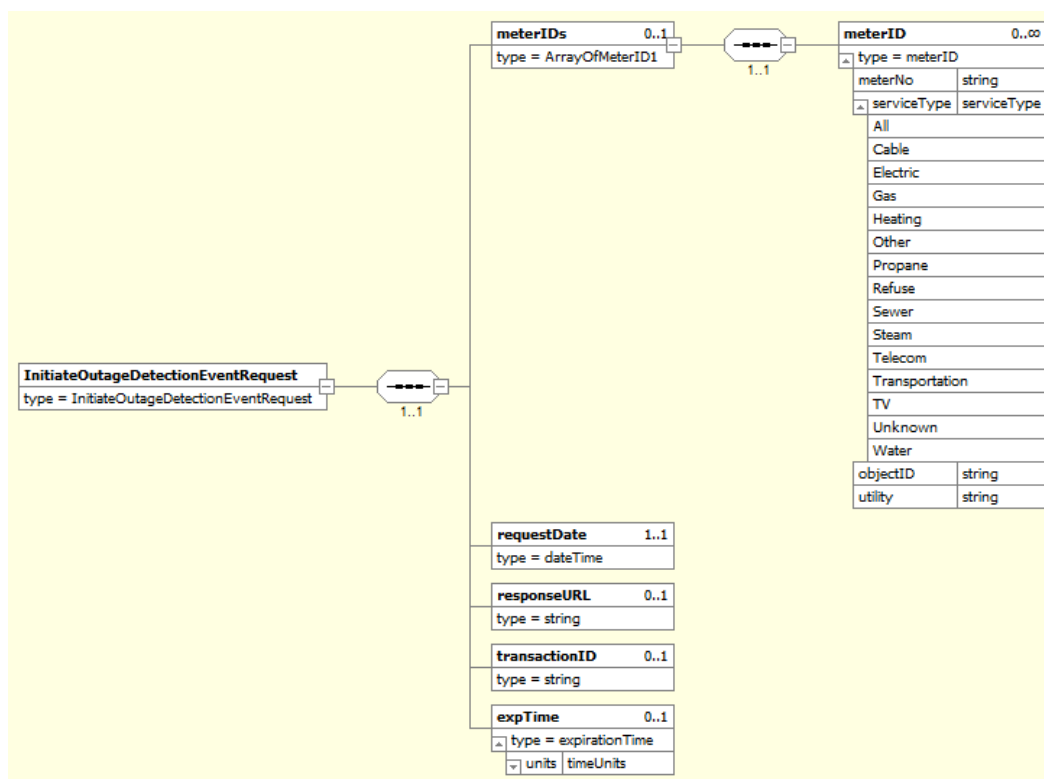 meterIDs 0..1
type = ArrayOfMeterID1
1..1
meterID 0..∞
type = meterID
meterNo string
serviceType serviceType
All
Cable
Electric
Gas
Heating
Other
Propane
Refuse
Sewer
Steam
Telecom
Transportation
TV
Unknown
Water
objectID string
utility string
InitiateOutageDetectionEventRequest
type = InitiateOutageDetectionEventRequest
1..1
requestDate 1..1
type = dateTime
responseURL 0..1
type = string
transactionID 0..1
type = string
expTime 0..1
type = expirationTime
units timeUnits